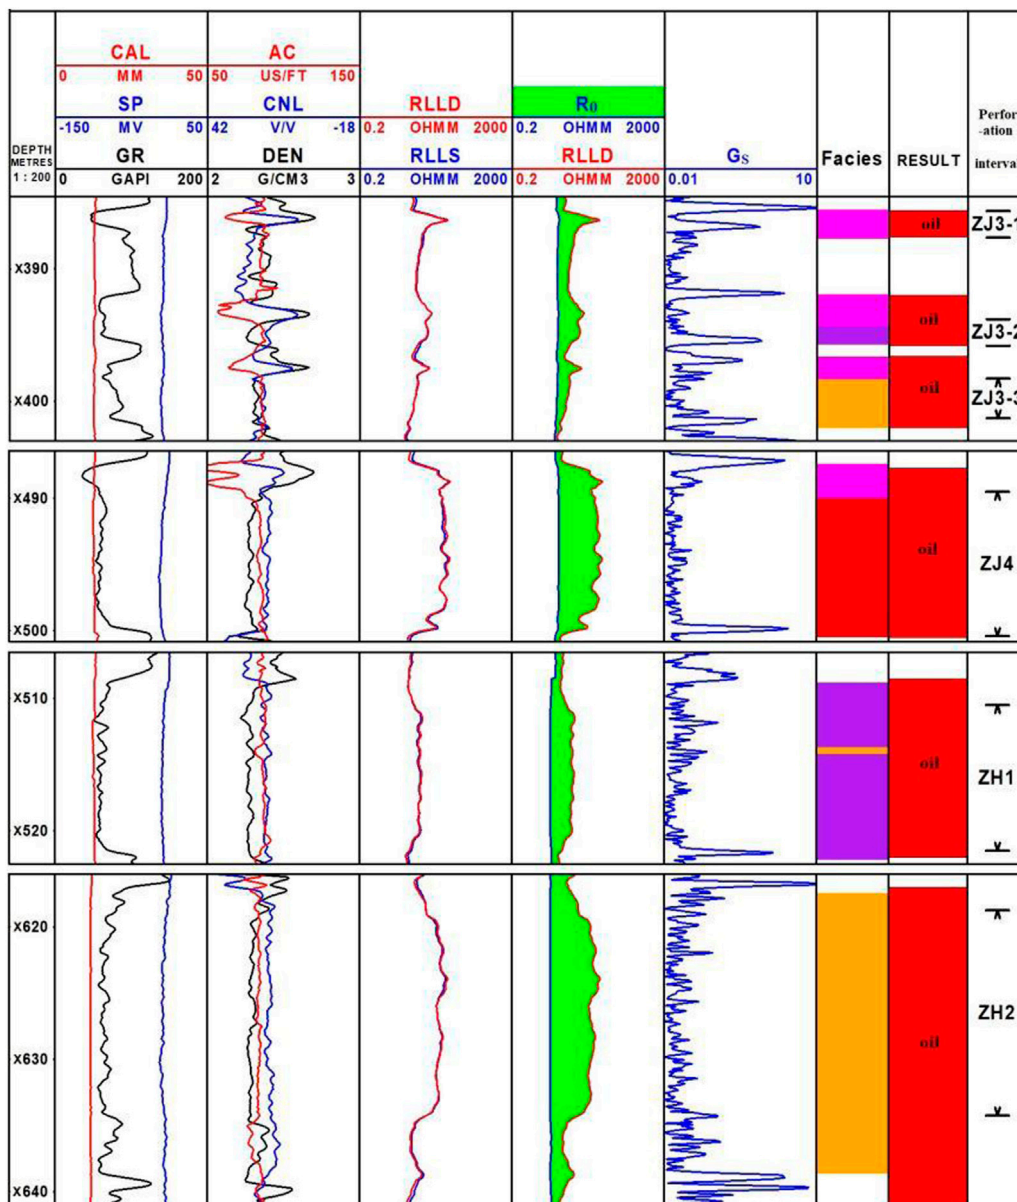 CAL AC
0 MM 50 50 US/FT 150
SP CNL RLLD R0
-150 MV 50 42 V/V -18 0.2 OHMM 2000 0.2 OHMM 2000
DEPTH METRES 1 : 200 GR DEN RLLS RLLD GS Facies RESULT Perfor-ation interval
0 GAPI 200 2 G/CM3 3 0.2 OHMM 2000 0.2 OHMM 2000 0.01 10
oil ZJ3-1
X390
oil ZJ3-2
oil ZJ3-3
X400
X490
oil ZJ4
X500
X510
oil ZH1
X520
X620
ZH2
X630
oil
X640